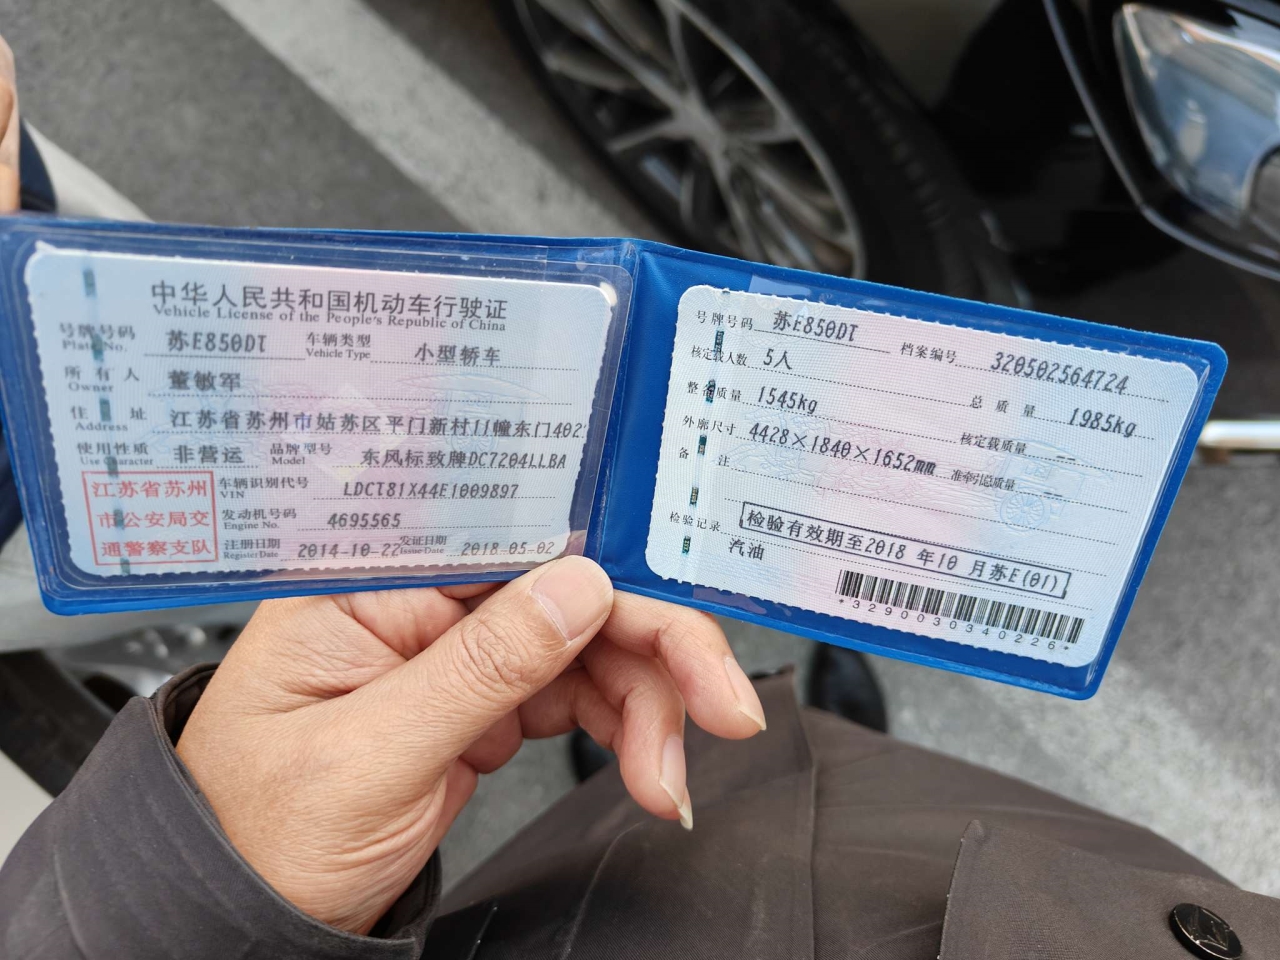 中华人民共和国机动车行驶证
Vehicle License of the People's Republic of China
号牌号码 苏E850DT 车辆类型 小型轿车
Plate No. Vehicle Type
所有人 董敏军
Owner
住址 江苏省苏州市姑苏区平门新村11幢东门402
Address
使用性质 非营运 品牌型号 东风标致牌DC7204LLBA
Use Character Model
江苏省苏州
市公安局交
通警察支队
车辆识别代号 LDCT81X44E1009897
VIN
发动机号码 4695565
Engine No.
注册日期 2014-10-22 发证日期 2018-05-02
Register Date Issue Date
号牌号码 苏E850DT 档案编号 320502564724
核定载人数 5人 总质量 1985kg
整备质量 1545kg 核定载质量 --
外廓尺寸 4428×1840×1652mm 准牵引总质量 --
备注
检验记录 检验有效期至2018年10月苏E(01)
汽油
*3290030340226*